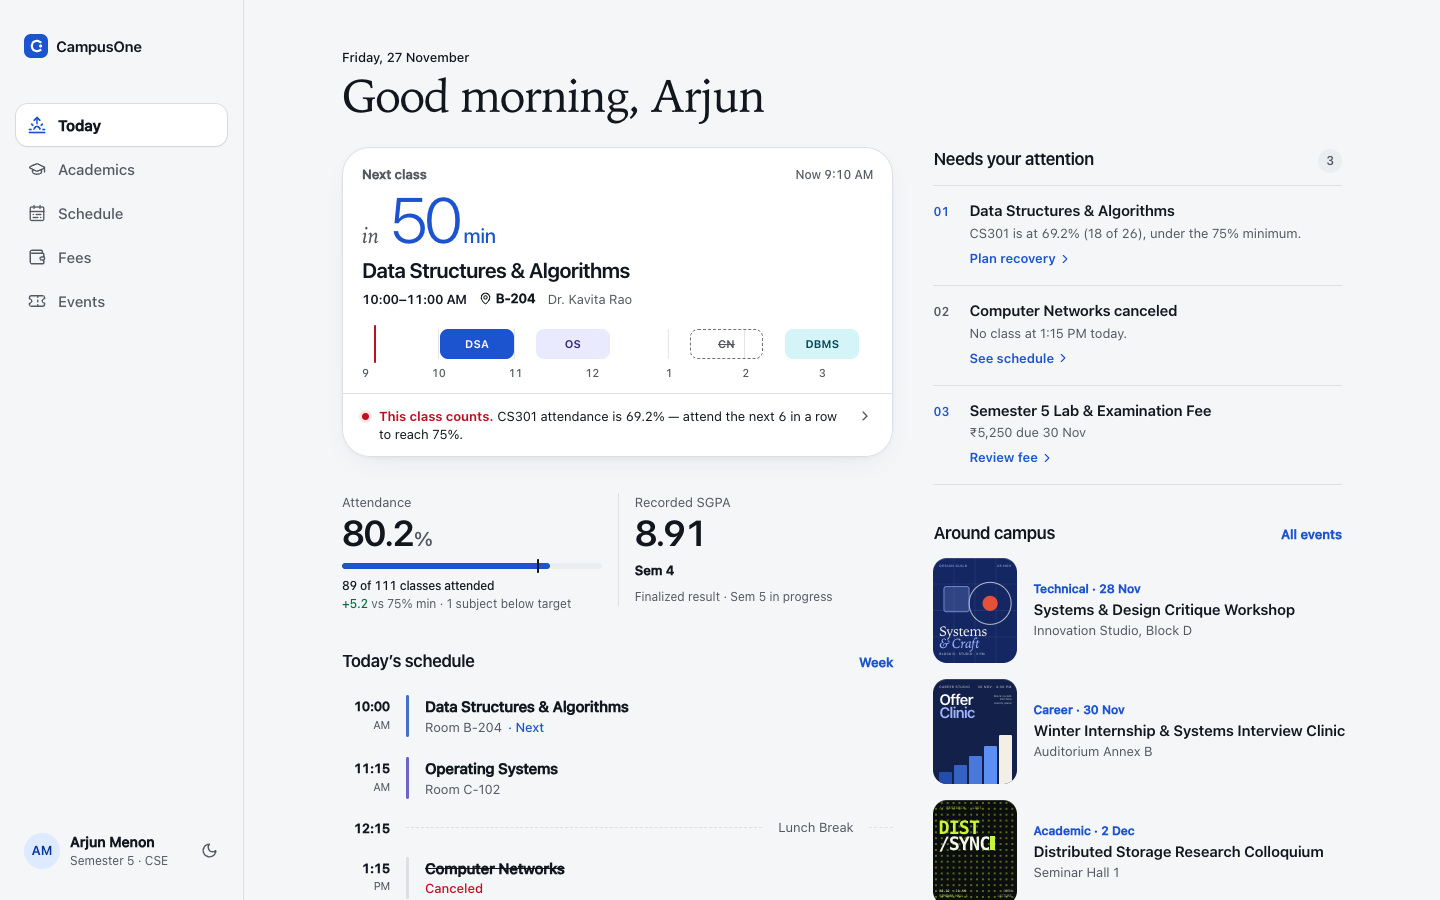 CampusOne
Today
Academics
Schedule
Fees
Events
AM
Arjun Menon
Semester 5 · CSE
Friday, 27 November
Good morning, Arjun
Next class
Now 9:10 AM
in 50 min
Data Structures & Algorithms
10:00–11:00 AM B-204 Dr. Kavita Rao
DSA OS CN DBMS
9 10 11 12 1 2 3
This class counts. CS301 attendance is 69.2% — attend the next 6 in a row
to reach 75%.
Attendance
80.2%
89 of 111 classes attended
+5.2 vs 75% min · 1 subject below target
Recorded SGPA
8.91
Sem 4
Finalized result · Sem 5 in progress
Today’s schedule
Week
10:00
AM
Data Structures & Algorithms
Room B-204 · Next
11:15
AM
Operating Systems
Room C-102
12:15
Lunch Break
1:15
PM
Computer Networks
Canceled
Needs your attention
3
01
Data Structures & Algorithms
CS301 is at 69.2% (18 of 26), under the 75% minimum.
Plan recovery
02
Computer Networks canceled
No class at 1:15 PM today.
See schedule
03
Semester 5 Lab & Examination Fee
₹5,250 due 30 Nov
Review fee
Around campus
All events
Systems
& Craft
Technical · 28 Nov
Systems & Design Critique Workshop
Innovation Studio, Block D
Offer
Clinic
Career · 30 Nov
Winter Internship & Systems Interview Clinic
Auditorium Annex B
DIST
/SYNC
Academic · 2 Dec
Distributed Storage Research Colloquium
Seminar Hall 1